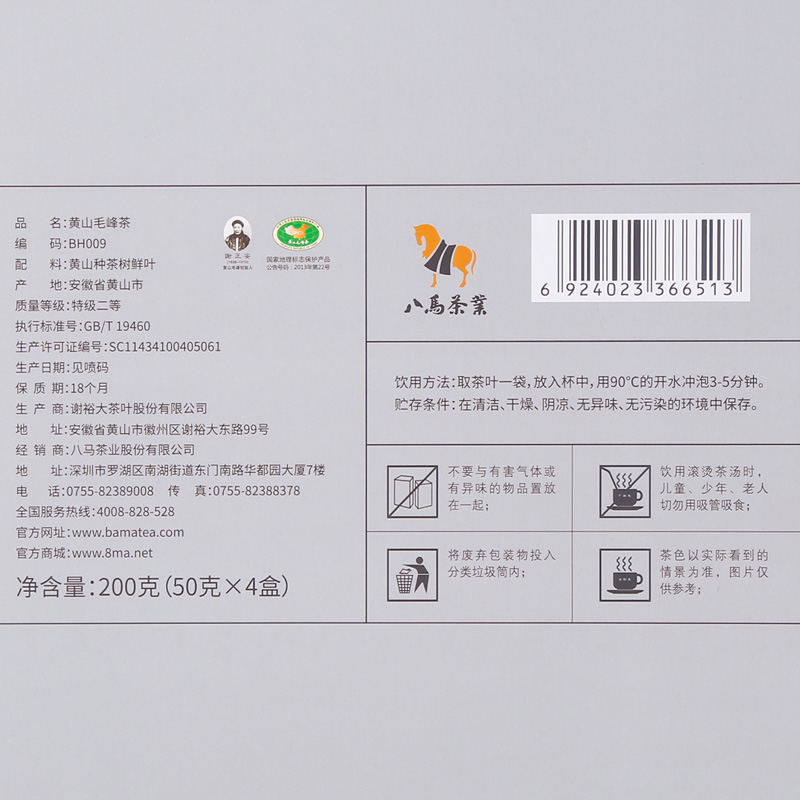 品 名：黄山毛峰茶
编 码：BH009
配 料：黄山种茶树鲜叶
产 地：安徽省黄山市
质量等级：特级二等
执行标准号：GB/T 19460
生产许可证编号：SC11434100405061
生产日期：见喷码
保 质 期：18个月
生 产 商：谢裕大茶叶股份有限公司
地 址：安徽省黄山市徽州区谢裕大东路99号
经 销 商：八马茶业股份有限公司
地 址：深圳市罗湖区南湖街道东门南路华都园大厦7楼
电 话：0755-82389008 传 真：0755-82388378
全国服务热线：4008-828-528
官方网址：www.bamatea.com
官方商城：www.8ma.net
净含量：200克（50克×4盒）
谢正安
黄山毛峰创始人
国家地理标志保护产品
公告号码：2013年第22号
八馬茶業
6 924023 366513
饮用方法：取茶叶一袋，放入杯中，用90℃的开水冲泡3-5分钟。
贮存条件：在清洁、干燥、阴凉、无异味、无污染的环境中保存。
不要与有害气体或
有异味的物品置放
在一起；
饮用滚烫茶汤时，
儿童、少年、老人
切勿用吸管吸食；
将废弃包装物投入
分类垃圾筒内；
茶色以实际看到的
情景为准，图片仅
供参考；